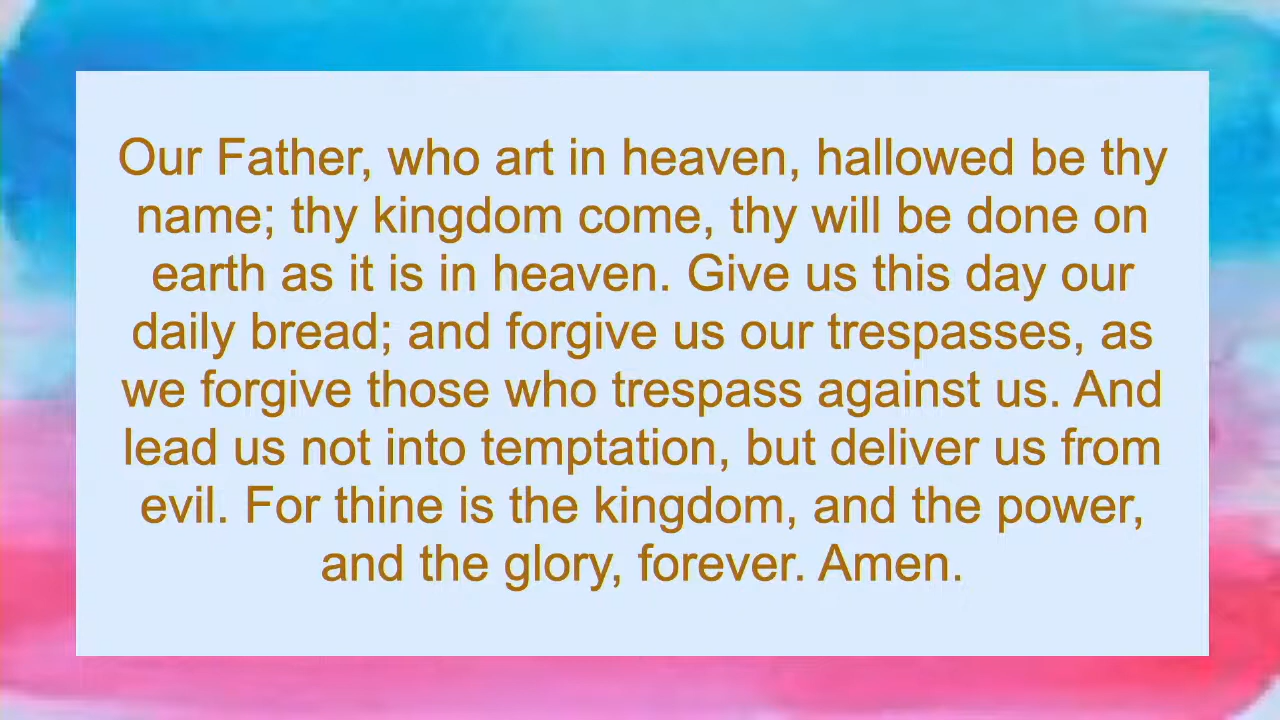 Our Father, who art in heaven, hallowed be thy
name; thy kingdom come, thy will be done on
earth as it is in heaven. Give us this day our
daily bread; and forgive us our trespasses, as
we forgive those who trespass against us. And
lead us not into temptation, but deliver us from
evil. For thine is the kingdom, and the power,
and the glory, forever. Amen.